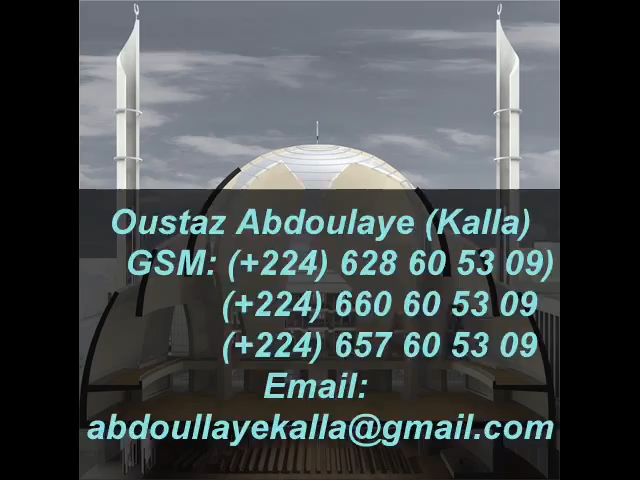 Oustaz Abdoulaye (Kalla)
GSM: (+224) 628 60 53 09)
(+224) 660 60 53 09
(+224) 657 60 53 09
Email:
abdoullayekalla@gmail.com